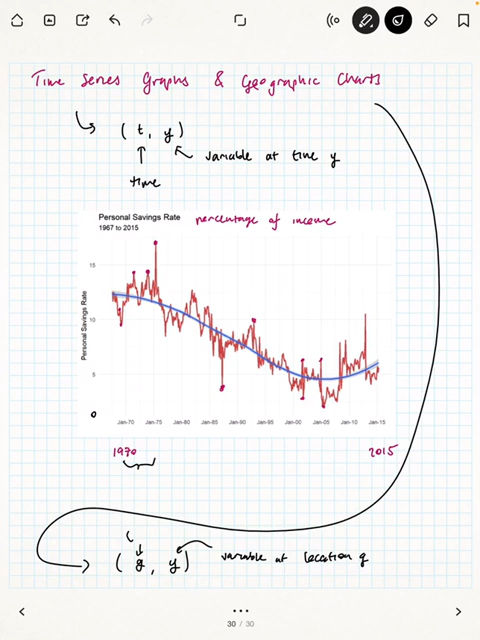 Time Series Graphs & Geographic Charts
(t, y)
variable at time y
time
Personal Savings Rate
1967 to 2015
percentage of income
Personal Savings Rate
15
10
5
0
Jan-70 Jan-75 Jan-80 Jan-85 Jan-90 Jan-95 Jan-00 Jan-05 Jan-10 Jan-15
1970
2015
(g, y)
variable at location g
30 / 30